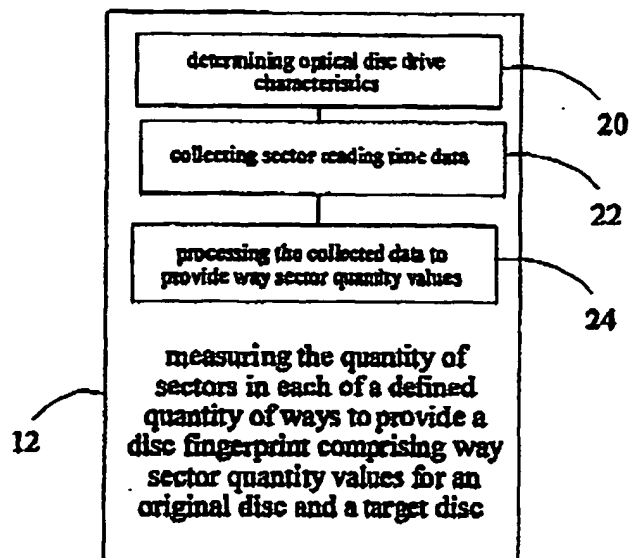 determining optical disc drive
characteristics
20
collecting sector reading time data
22
processing the collected data to
provide way sector quantity values
24
measuring the quantity of
sectors in each of a defined
quantity of ways to provide a
disc fingerprint comprising way
sector quantity values for an
original disc and a target disc
12